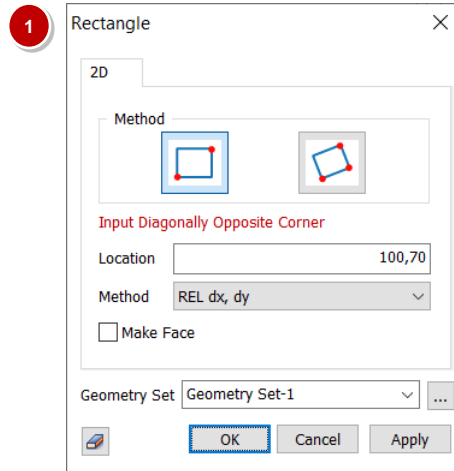 1
Rectangle
2D
Method
Input Diagonally Opposite Corner
Location 100,70
Method REL dx, dy
Make Face
Geometry Set Geometry Set-1 ...
OK Cancel Apply